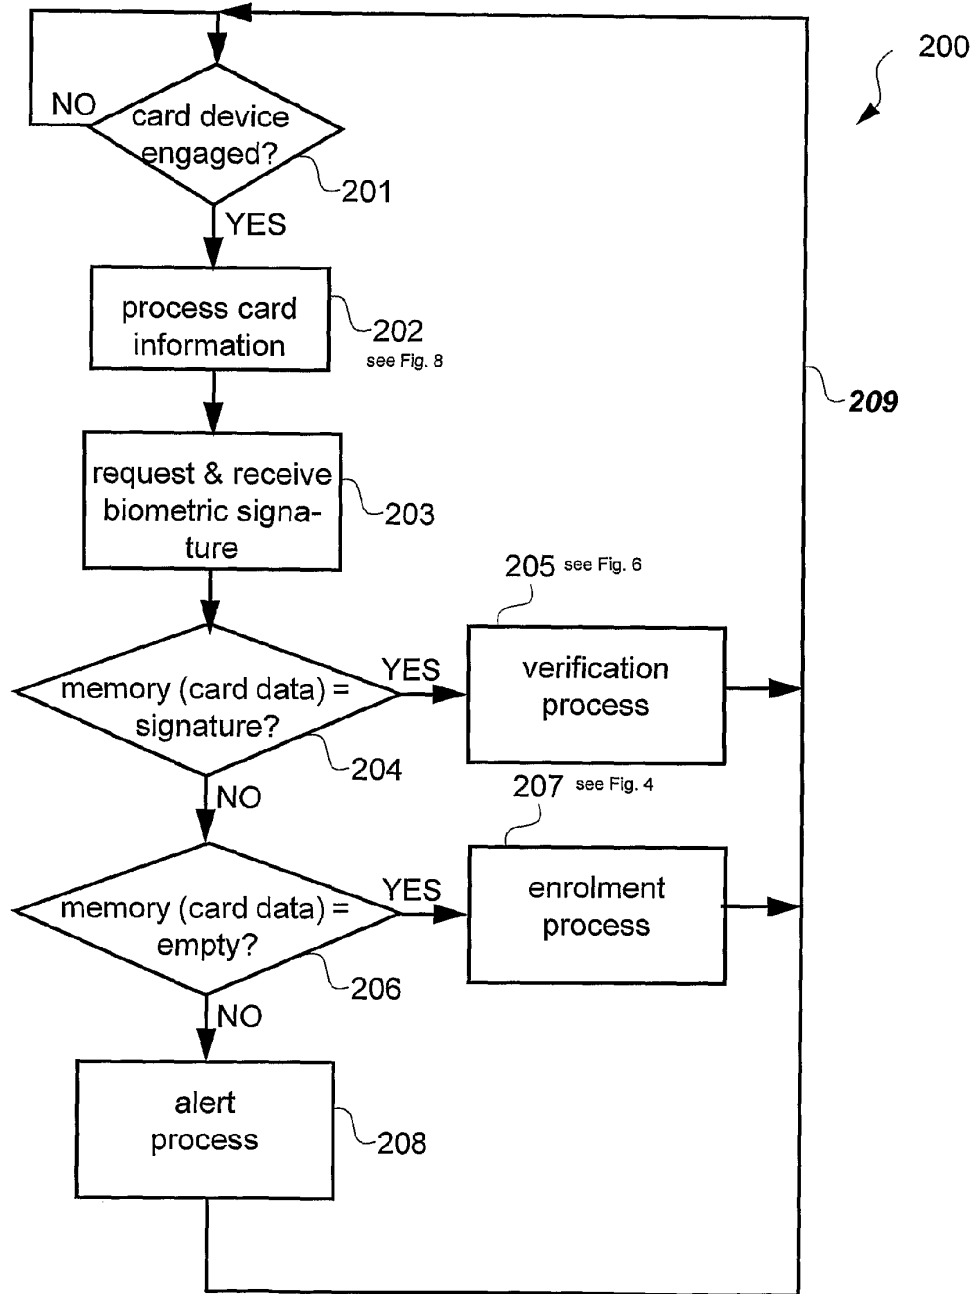 200
NO
card device
engaged?
201
YES
process card
information
202
see Fig. 8
209
request & receive
biometric signa-
ture
203
205 see Fig. 6
memory (card data) =
signature?
204
YES
verification
process
NO
207 see Fig. 4
memory (card data) =
empty?
206
YES
enrolment
process
NO
alert
process
208